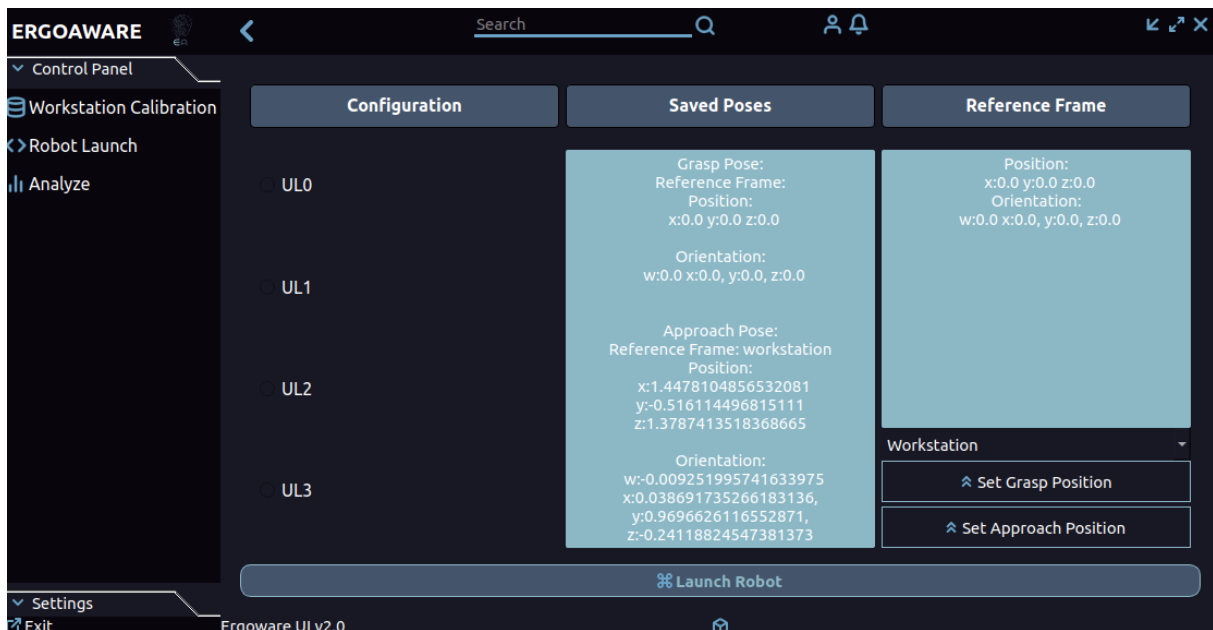 ERGOAWARE
EA
Search
Control Panel
Workstation Calibration
Robot Launch
Analyze
Configuration
Saved Poses
Reference Frame
UL0
UL1
UL2
UL3
Grasp Pose:
Reference Frame:
Position:
x:0.0 y:0.0 z:0.0
Orientation:
w:0.0 x:0.0, y:0.0, z:0.0
Approach Pose:
Reference Frame: workstation
Position:
x:1.4478104856532081
y:-0.516114496815111
z:1.3787413518368665
Orientation:
w:-0.009251995741633975
x:0.038691735266183136,
y:0.9696626116552871,
z:-0.24118824547381373
Position:
x:0.0 y:0.0 z:0.0
Orientation:
w:0.0 x:0.0, y:0.0, z:0.0
Workstation
Set Grasp Position
Set Approach Position
Launch Robot
Settings
Exit
Ergoware UI v2.0